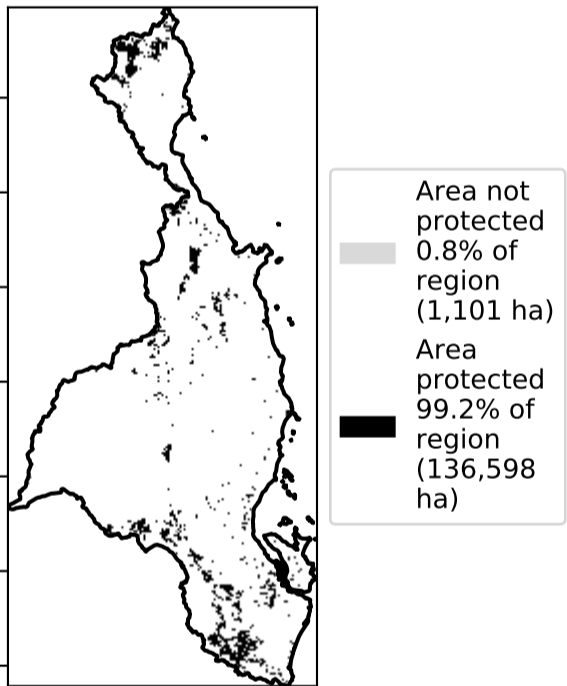 Area not
protected
0.8% of
region
(1,101 ha)
Area
protected
99.2% of
region
(136,598
ha)